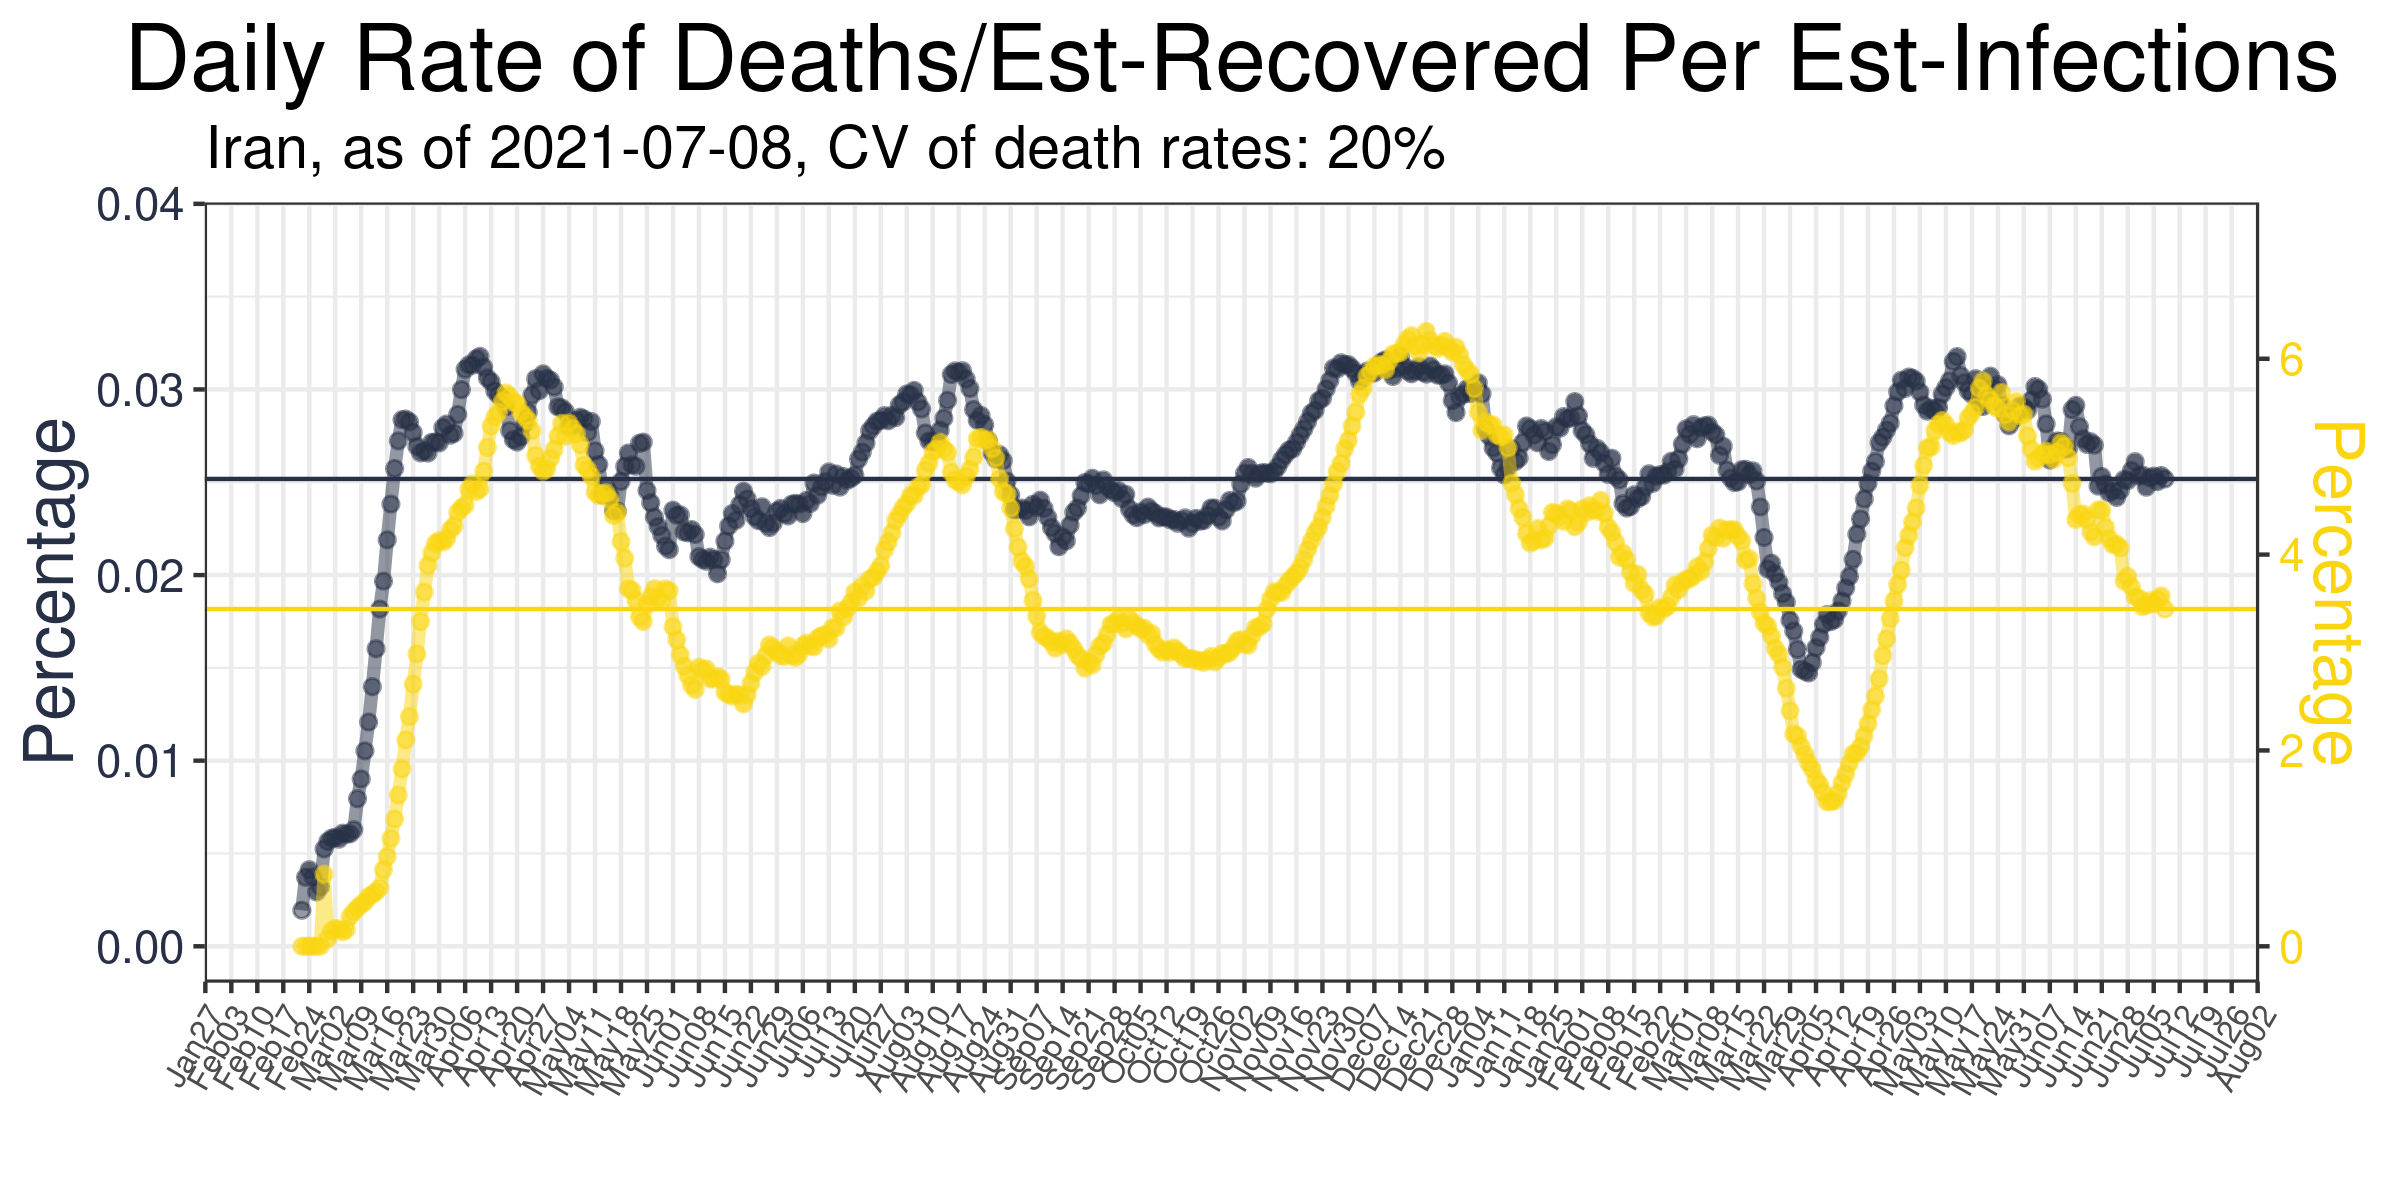 Daily Rate of Deaths/Est-Recovered Per Est-Infections
Iran, as of 2021-07-08, CV of death rates: 20%
Percentage
0.04
0.03
0.02
0.01
0.00
6
4
2
0
Percentage
Jan27
Feb03
Feb10
Feb17
Feb24
Mar02
Mar09
Mar16
Mar23
Mar30
Apr06
Apr13
Apr20
Apr27
May04
May11
May18
May25
Jun01
Jun08
Jun15
Jun22
Jun29
Jul06
Jul13
Jul20
Jul27
Aug03
Aug10
Aug17
Aug24
Aug31
Sep07
Sep14
Sep21
Sep28
Oct05
Oct12
Oct19
Oct26
Nov02
Nov09
Nov16
Nov23
Nov30
Dec07
Dec14
Dec21
Dec28
Jan04
Jan11
Jan18
Jan25
Feb01
Feb08
Feb15
Feb22
Mar01
Mar08
Mar15
Mar22
Mar29
Apr05
Apr12
Apr19
Apr26
May03
May10
May17
May24
May31
Jun07
Jun14
Jun21
Jun28
Jul05
Jul12
Jul19
Jul26
Aug02